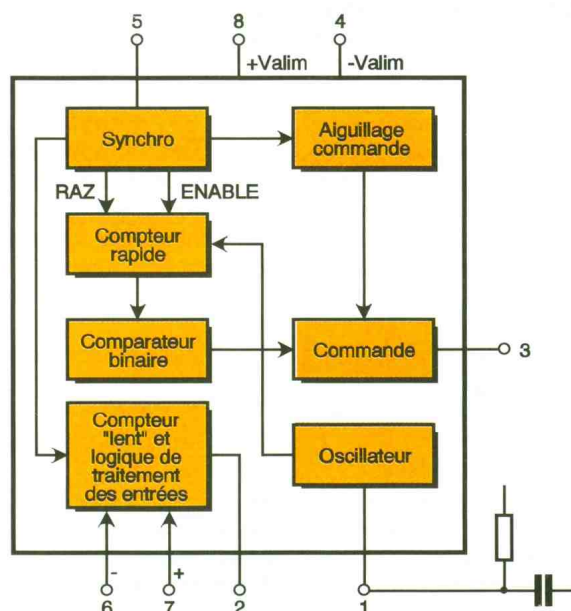 5 8 4
+Valim -Valim
Synchro
Aiguillage
commande
RAZ ENABLE
Compteur
rapide
Comparateur
binaire
Commande
3
Compteur
"lent" et
logique de
traitement
des entrées
Oscillateur
- +
6 7 2 1